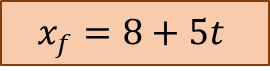 x_f = 8 + 5t